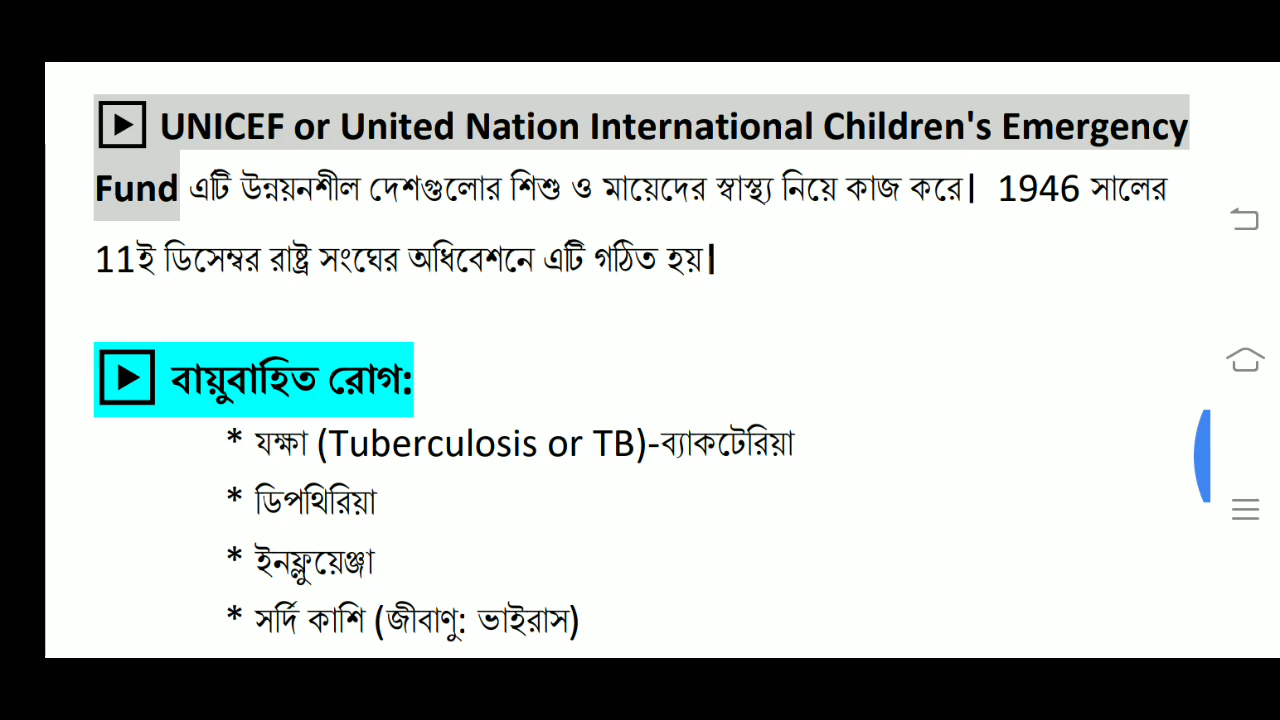 ▶ UNICEF or United Nation International Children's Emergency
Fund এটি উন্নয়নশীল দেশগুলোর শিশু ও মায়েদের স্বাস্থ্য নিয়ে কাজ করে। 1946 সালের
11ই ডিসেম্বর রাষ্ট্র সংঘের অধিবেশনে এটি গঠিত হয়।
▶ বায়ুবাহিত রোগ:
* যক্ষা (Tuberculosis or TB)-ব্যাকটেরিয়া
* ডিপথিরিয়া
* ইনফ্লুয়েঞ্জা
* সর্দি কাশি (জীবাণু: ভাইরাস)